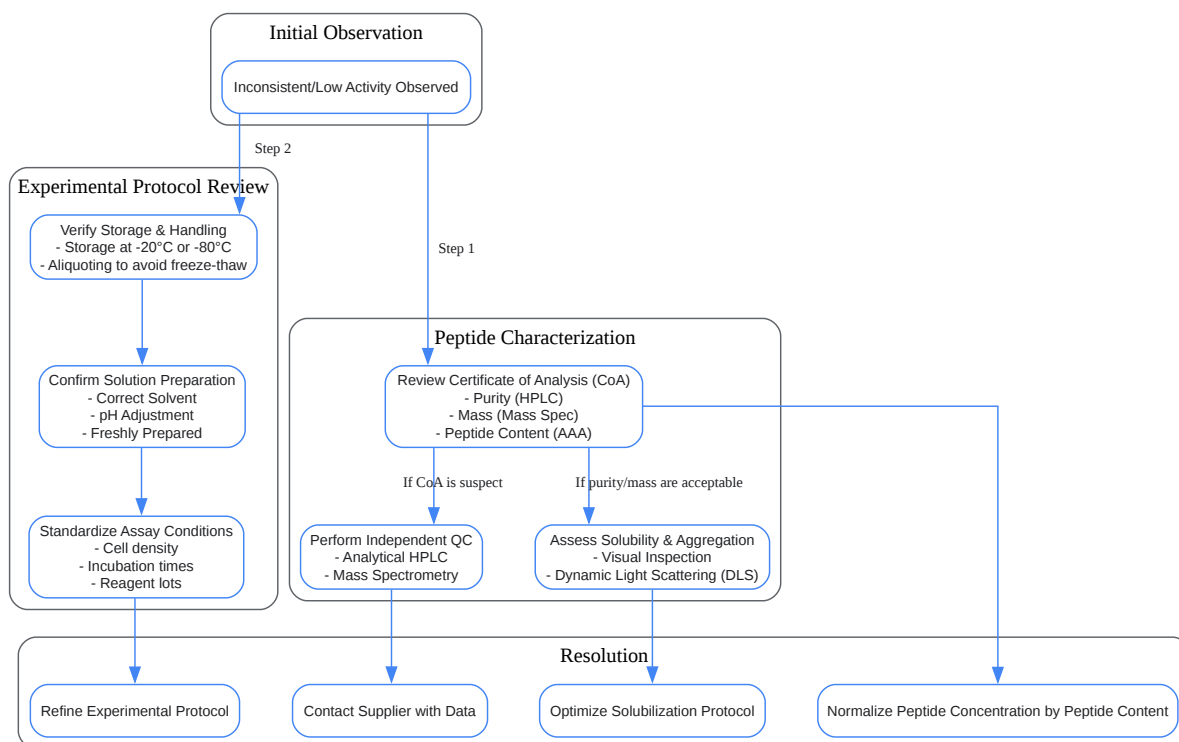 Initial Observation
Inconsistent/Low Activity Observed
Step 2
Experimental Protocol Review
Verify Storage & Handling
- Storage at -20°C or -80°C
- Aliquoting to avoid freeze-thaw
Step 1
Peptide Characterization
Confirm Solution Preparation
- Correct Solvent
- pH Adjustment
- Freshly Prepared
Review Certificate of Analysis (CoA)
- Purity (HPLC)
- Mass (Mass Spec)
- Peptide Content (AAA)
If CoA is suspect
If purity/mass are acceptable
Standardize Assay Conditions
- Cell density
- Incubation times
- Reagent lots
Perform Independent QC
- Analytical HPLC
- Mass Spectrometry
Assess Solubility & Aggregation
- Visual Inspection
- Dynamic Light Scattering (DLS)
Resolution
Refine Experimental Protocol
Contact Supplier with Data
Optimize Solubilization Protocol
Normalize Peptide Concentration by Peptide Content